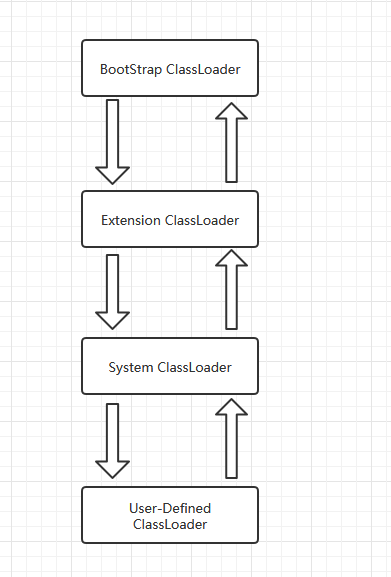 BootStrap ClassLoader
Extension ClassLoader
System ClassLoader
User-Defined
ClassLoader